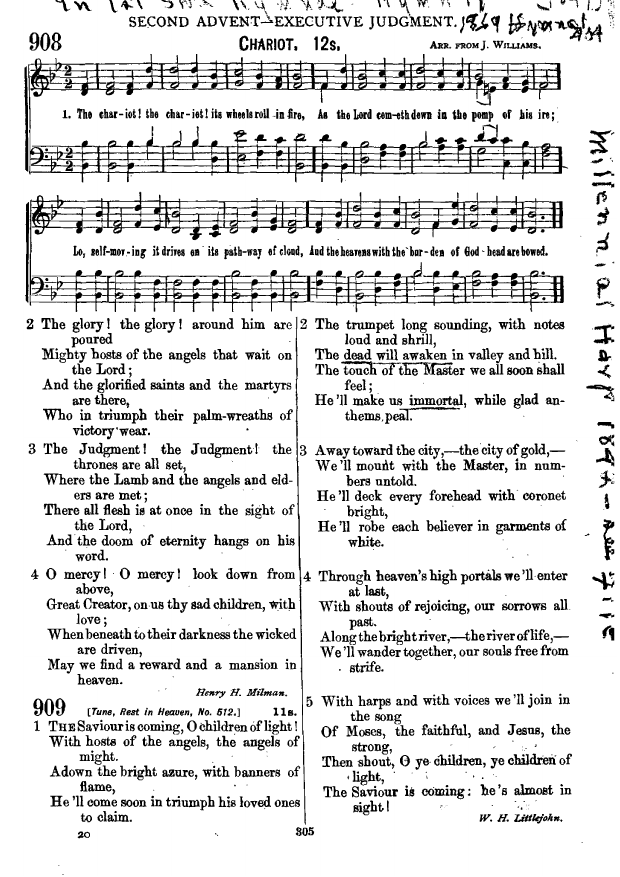 In 1st SDA Hymnal
SECOND ADVENT—EXECUTIVE JUDGMENT. 1869 Hymnal
908
CHARIOT. 12s.
ARR. FROM J. WILLIAMS.
1. The char-iot! the char-iot! its wheels roll in fire, As the Lord com-eth down in the pomp of his ire;
Lo, self-mov-ing it drives on its path-way of cloud, And the heavens with the bur-den of God-head are bowed.
2 The glory! the glory! around him are
poured
Mighty hosts of the angels that wait on
the Lord;
And the glorified saints and the martyrs
are there,
Who in triumph their palm-wreaths of
victory wear.
3 The Judgment! the Judgment! the
thrones are all set,
Where the Lamb and the angels and eld-
ers are met;
There all flesh is at once in the sight of
the Lord,
And the doom of eternity hangs on his
word.
4 O mercy! O mercy! look down from
above,
Great Creator, on us thy sad children, with
love;
When beneath to their darkness the wicked
are driven,
May we find a reward and a mansion in
heaven.
Henry H. Milman.
909
[Tune, Rest in Heaven, No. 512.] 11s.
1 THE Saviour is coming, O children of light!
With hosts of the angels, the angels of
might.
Adown the bright azure, with banners of
flame,
He'll come soon in triumph his loved ones
to claim.
2 The trumpet long sounding, with notes
loud and shrill,
The dead will awaken in valley and hill.
The touch of the Master we all soon shall
feel;
He'll make us immortal, while glad an-
thems peal.
3 Away toward the city,—the city of gold,—
We'll mount with the Master, in num-
bers untold.
He'll deck every forehead with coronet
bright,
He'll robe each believer in garments of
white.
4 Through heaven's high portals we'll enter
at last,
With shouts of rejoicing, our sorrows all
past.
Along the bright river,—the river of life,—
We'll wander together, our souls free from
strife.
5 With harps and with voices we'll join in
the song
Of Moses, the faithful, and Jesus, the
strong,
Then shout, O ye children, ye children of
light,
The Saviour is coming: he's almost in
sight!
W. H. Littlejohn.
20
305
Millennial Harp